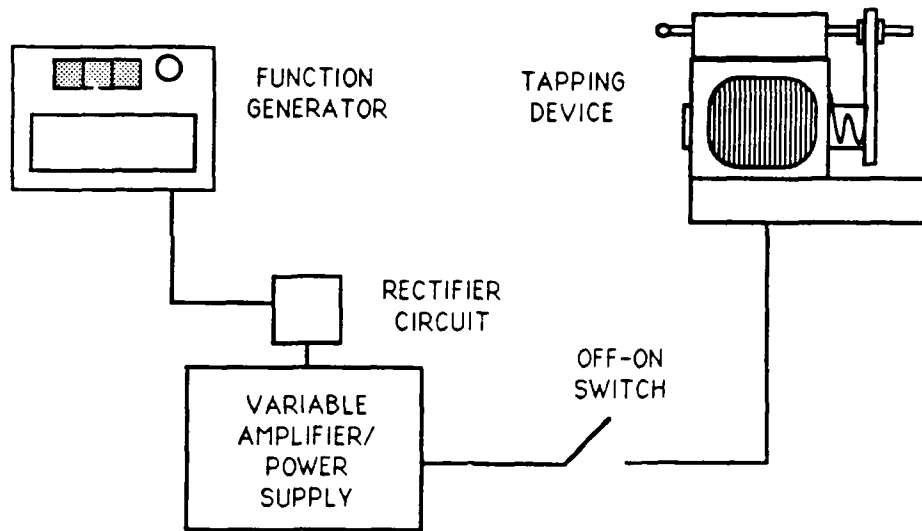 FUNCTION
GENERATOR
TAPPING
DEVICE
RECTIFIER
CIRCUIT
OFF-ON
SWITCH
VARIABLE
AMPLIFIER/
POWER
SUPPLY